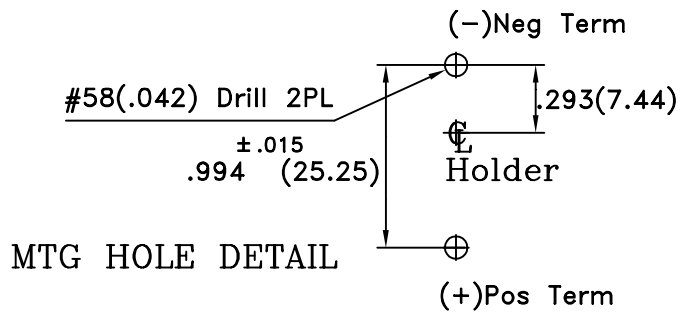 (-)Neg Term
#58(.042) Drill 2PL
.293(7.44)
±.015
.994 (25.25)
CL
Holder
MTG HOLE DETAIL
(+)Pos Term